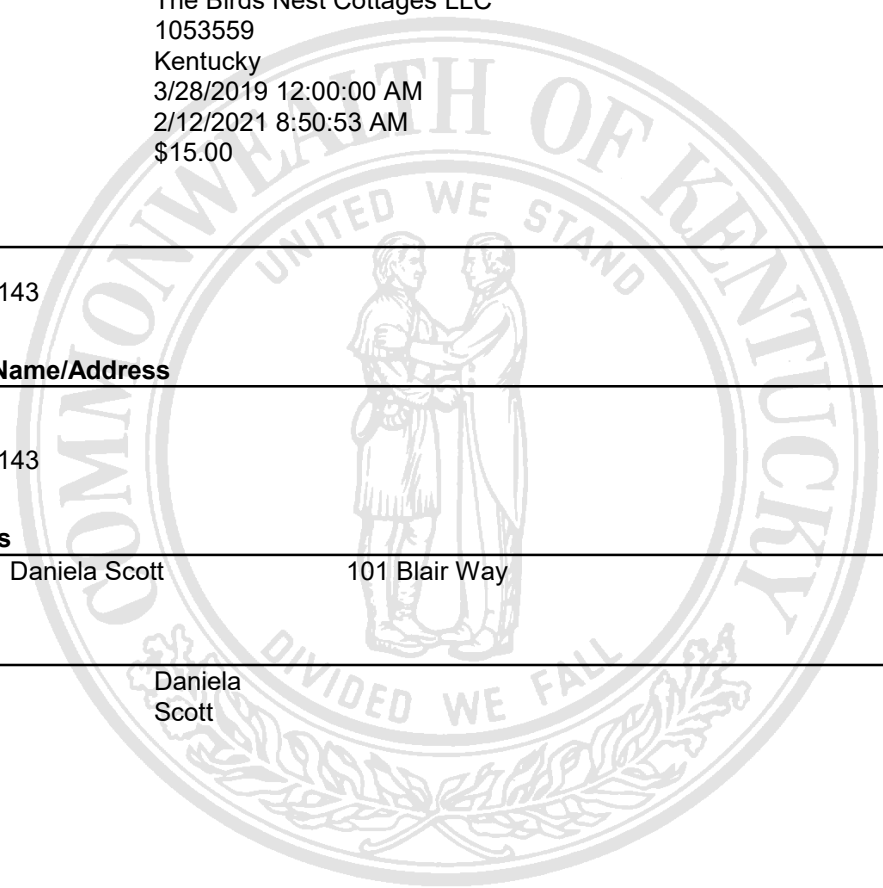 The Birds Nest Cottages LLC
1053559
Kentucky
3/28/2019 12:00:00 AM
2/12/2021 8:50:53 AM
$15.00
143
Name/Address
143
s
Daniela Scott 101 Blair Way
Daniela
Scott
COMMONWEALTH OF KENTUCKY
UNITED WE STAND
DIVIDED WE FALL